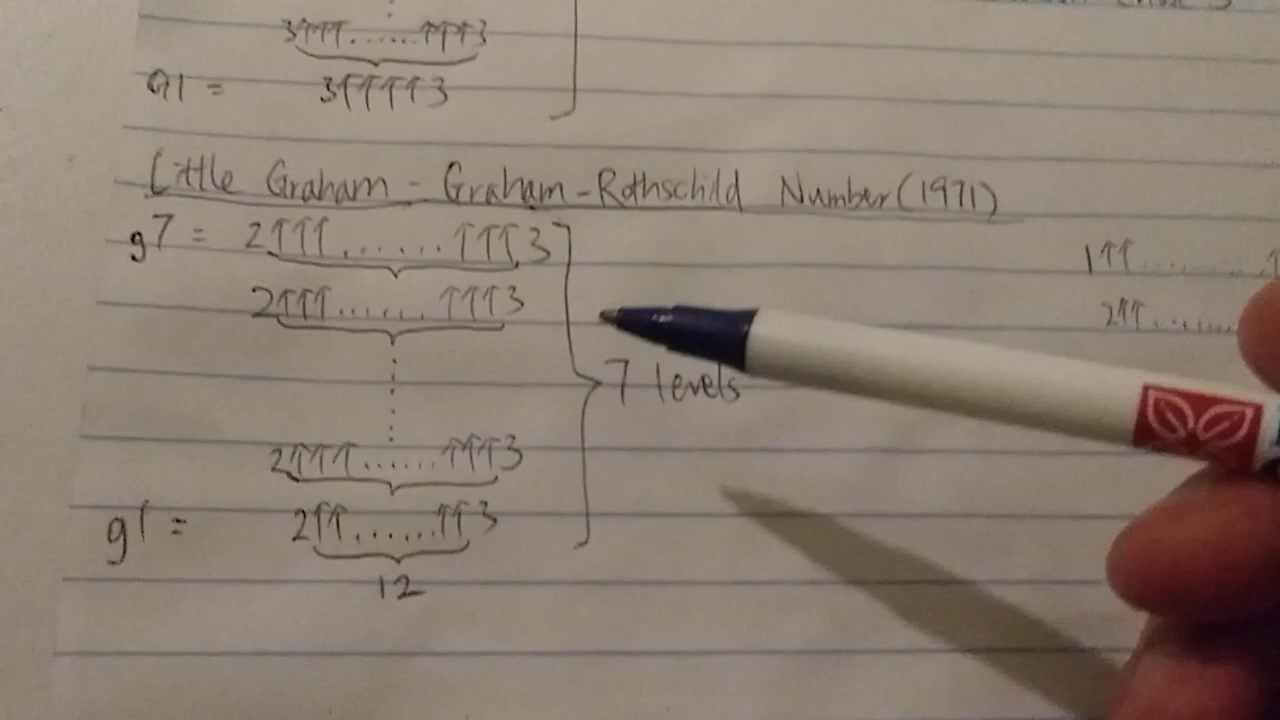 3↑↑↑......↑↑↑3
g1 = 3↑↑↑↑↑3
Little Graham - Graham-Rothschild Number (1971)
g7 = 2↑↑↑.......↑↑↑3
2↑↑↑......↑↑↑3
7 levels
2↑↑↑......↑↑↑3
g1 = 2↑↑.......↑↑3
12
1↑↑
2↑↑